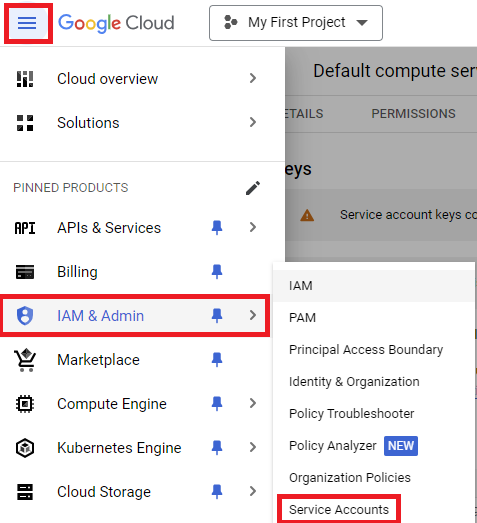 Google Cloud
My First Project
Cloud overview
Solutions
PINNED PRODUCTS
API APIs & Services
Billing
IAM & Admin
Marketplace
Compute Engine
Kubernetes Engine
Cloud Storage
Default compute ser
ETAILS
PERMISSIONS
eys
Service account keys co
IAM
PAM
Principal Access Boundary
Identity & Organization
Policy Troubleshooter
Policy Analyzer NEW
Organization Policies
Service Accounts